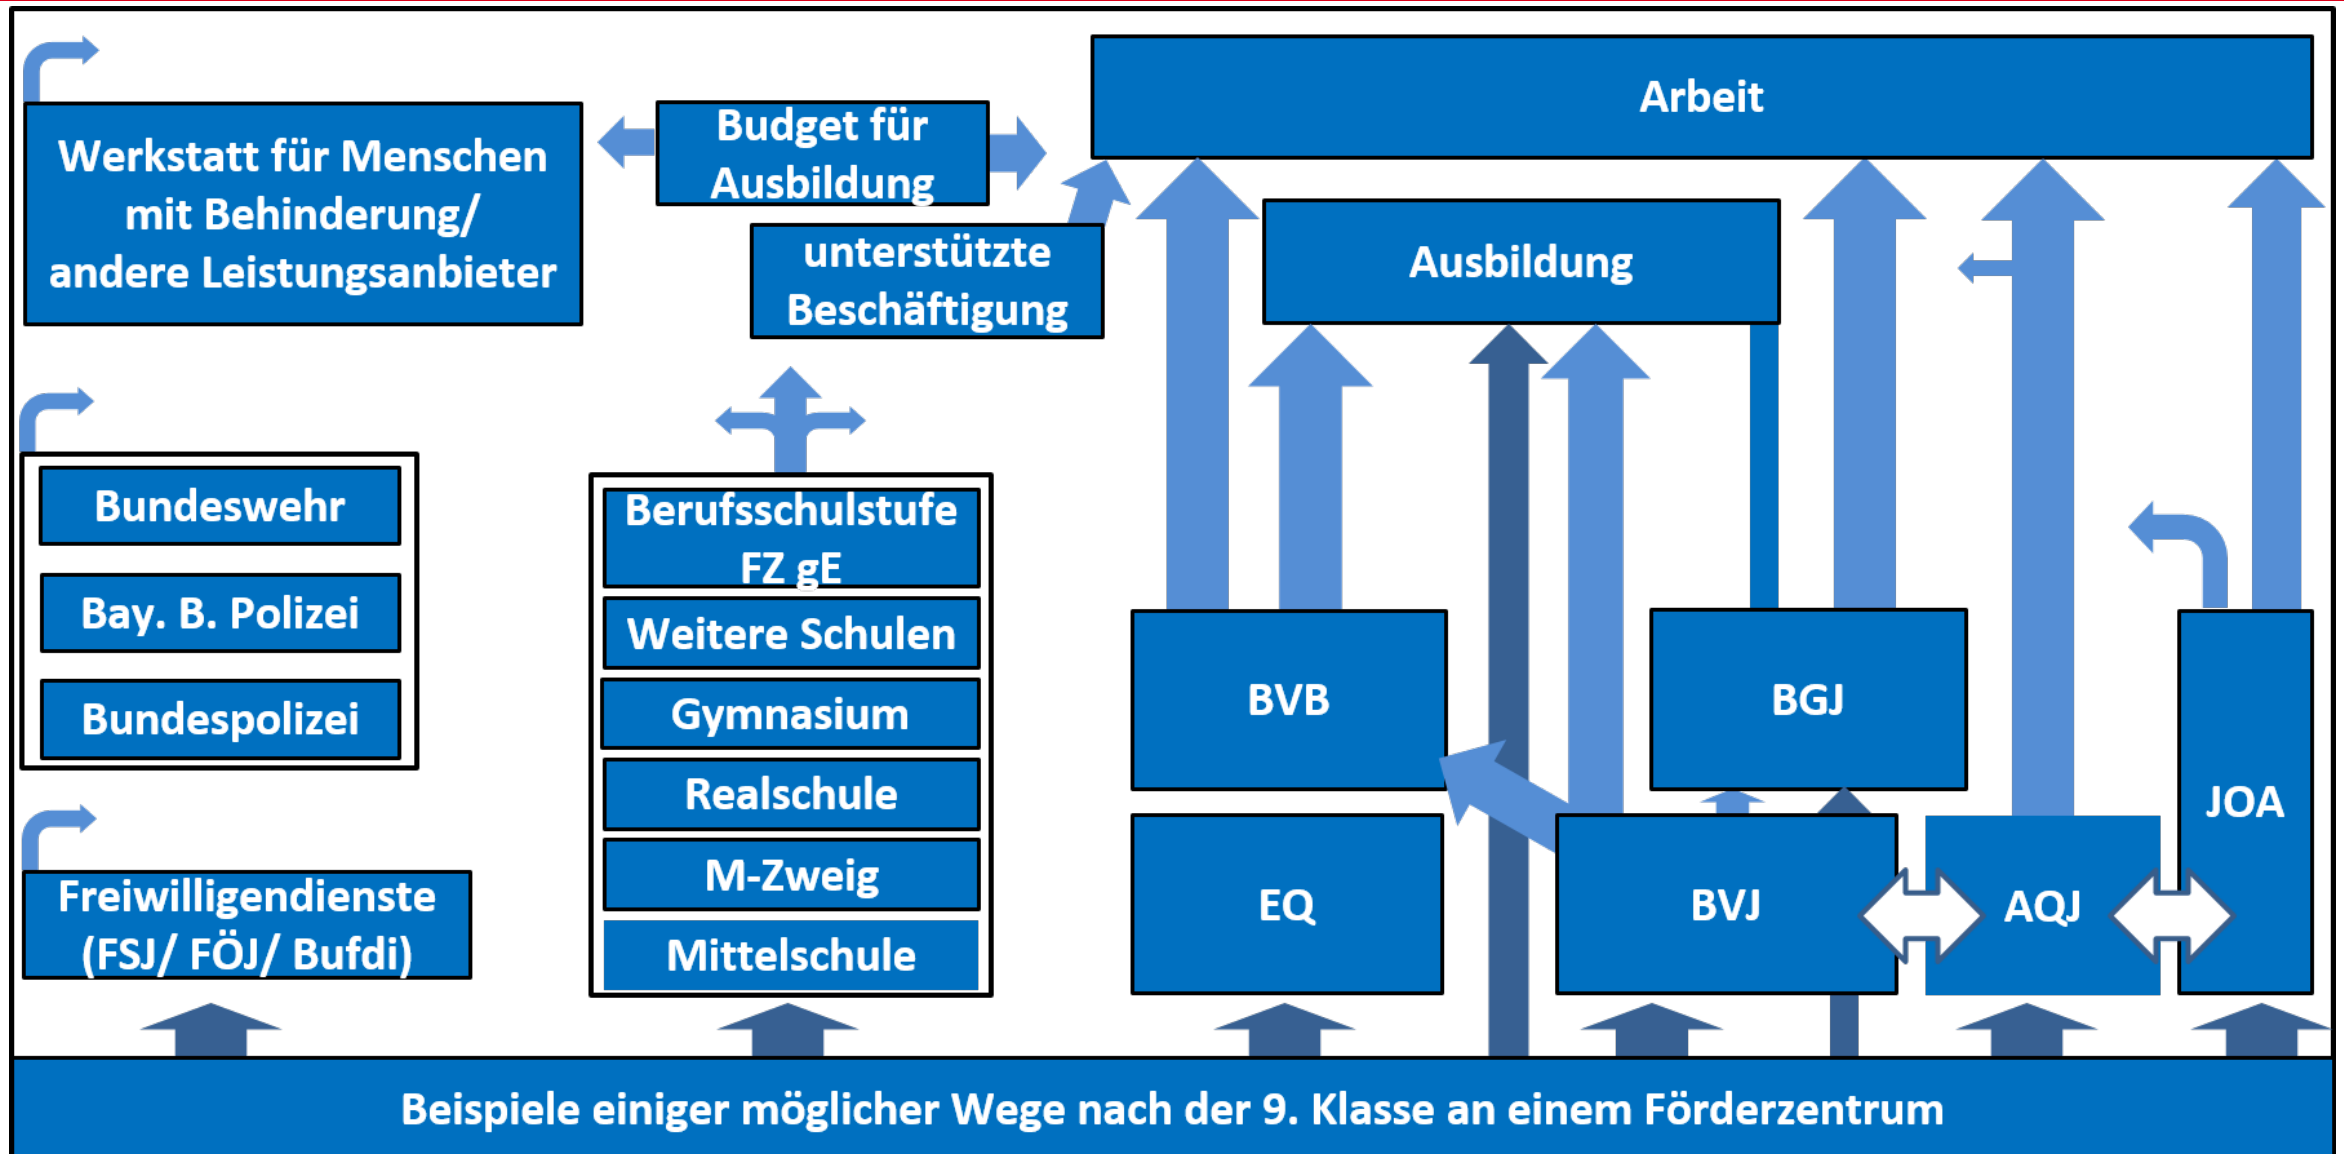 Arbeit
Werkstatt für Menschen
mit Behinderung/
andere Leistungsanbieter
Budget für
Ausbildung
unterstützte
Beschäftigung
Ausbildung
Bundeswehr
Bay. B. Polizei
Bundespolizei
Berufsschulstufe
FZ gE
Weitere Schulen
Gymnasium
Realschule
M-Zweig
Mittelschule
BVB
BGJ
JOA
EQ
BVJ
AQJ
Freiwilligendienste
(FSJ/ FÖJ/ Bufdi)
Beispiele einiger möglicher Wege nach der 9. Klasse an einem Förderzentrum